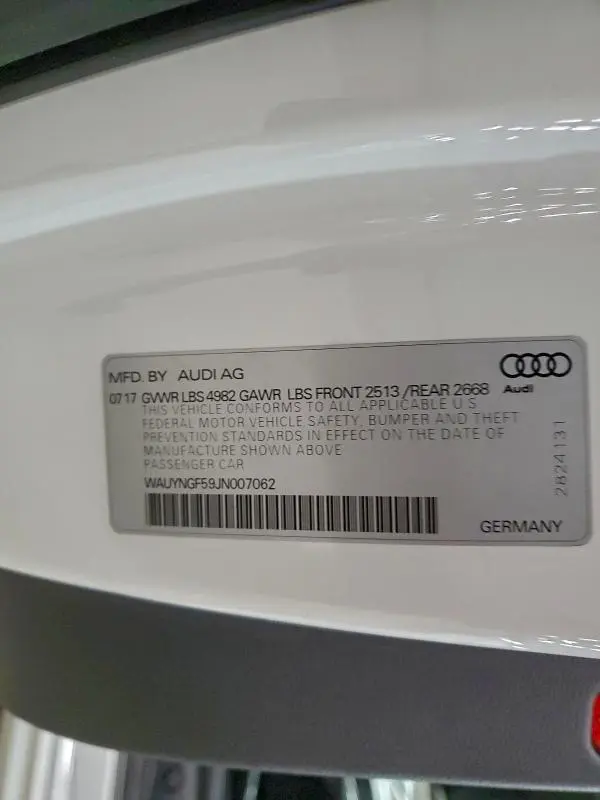 MFD. BY AUDI AG
0717 GVWR LBS 4982 GAWR LBS FRONT 2513 /REAR 2668
Audi
THIS VEHICLE CONFORMS TO ALL APPLICABLE U S
FEDERAL MOTOR VEHICLE SAFETY, BUMPER AND THEFT
PREVENTION STANDARDS IN EFFECT ON THE DATE OF
MANUFACTURE SHOWN ABOVE
PASSENGER CAR
WAUYNGF59JN007062
GERMANY
2824131